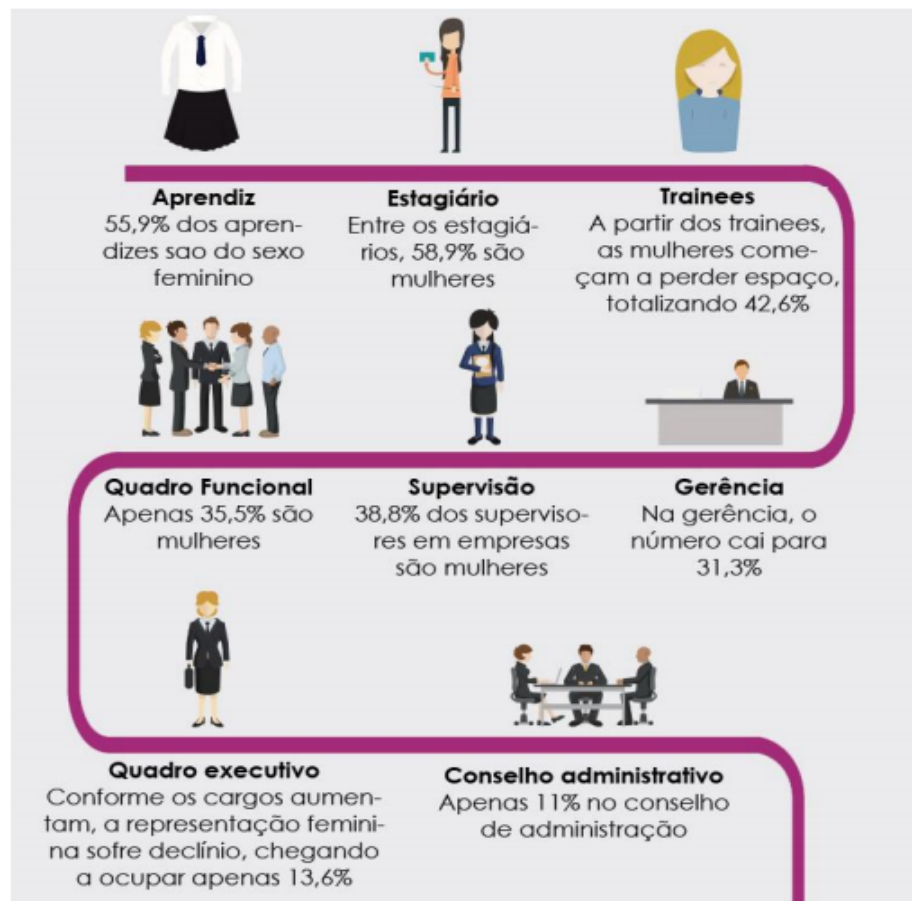 Aprendiz
55,9% dos apren-
dizes sao do sexo
feminino
Estagiário
Entre os estagiá-
rios, 58,9% são
mulheres
Trainees
A partir dos trainees,
as mulheres come-
çam a perder espaço,
totalizando 42,6%
Quadro Funcional
Apenas 35,5% são
mulheres
Supervisão
38,8% dos superviso-
res em empresas
são mulheres
Gerência
Na gerência, o
número cai para
31,3%
Quadro executivo
Conforme os cargos aumen-
tam, a representação femini-
na sofre declínio, chegando
a ocupar apenas 13,6%
Conselho administrativo
Apenas 11% no conselho
de administração